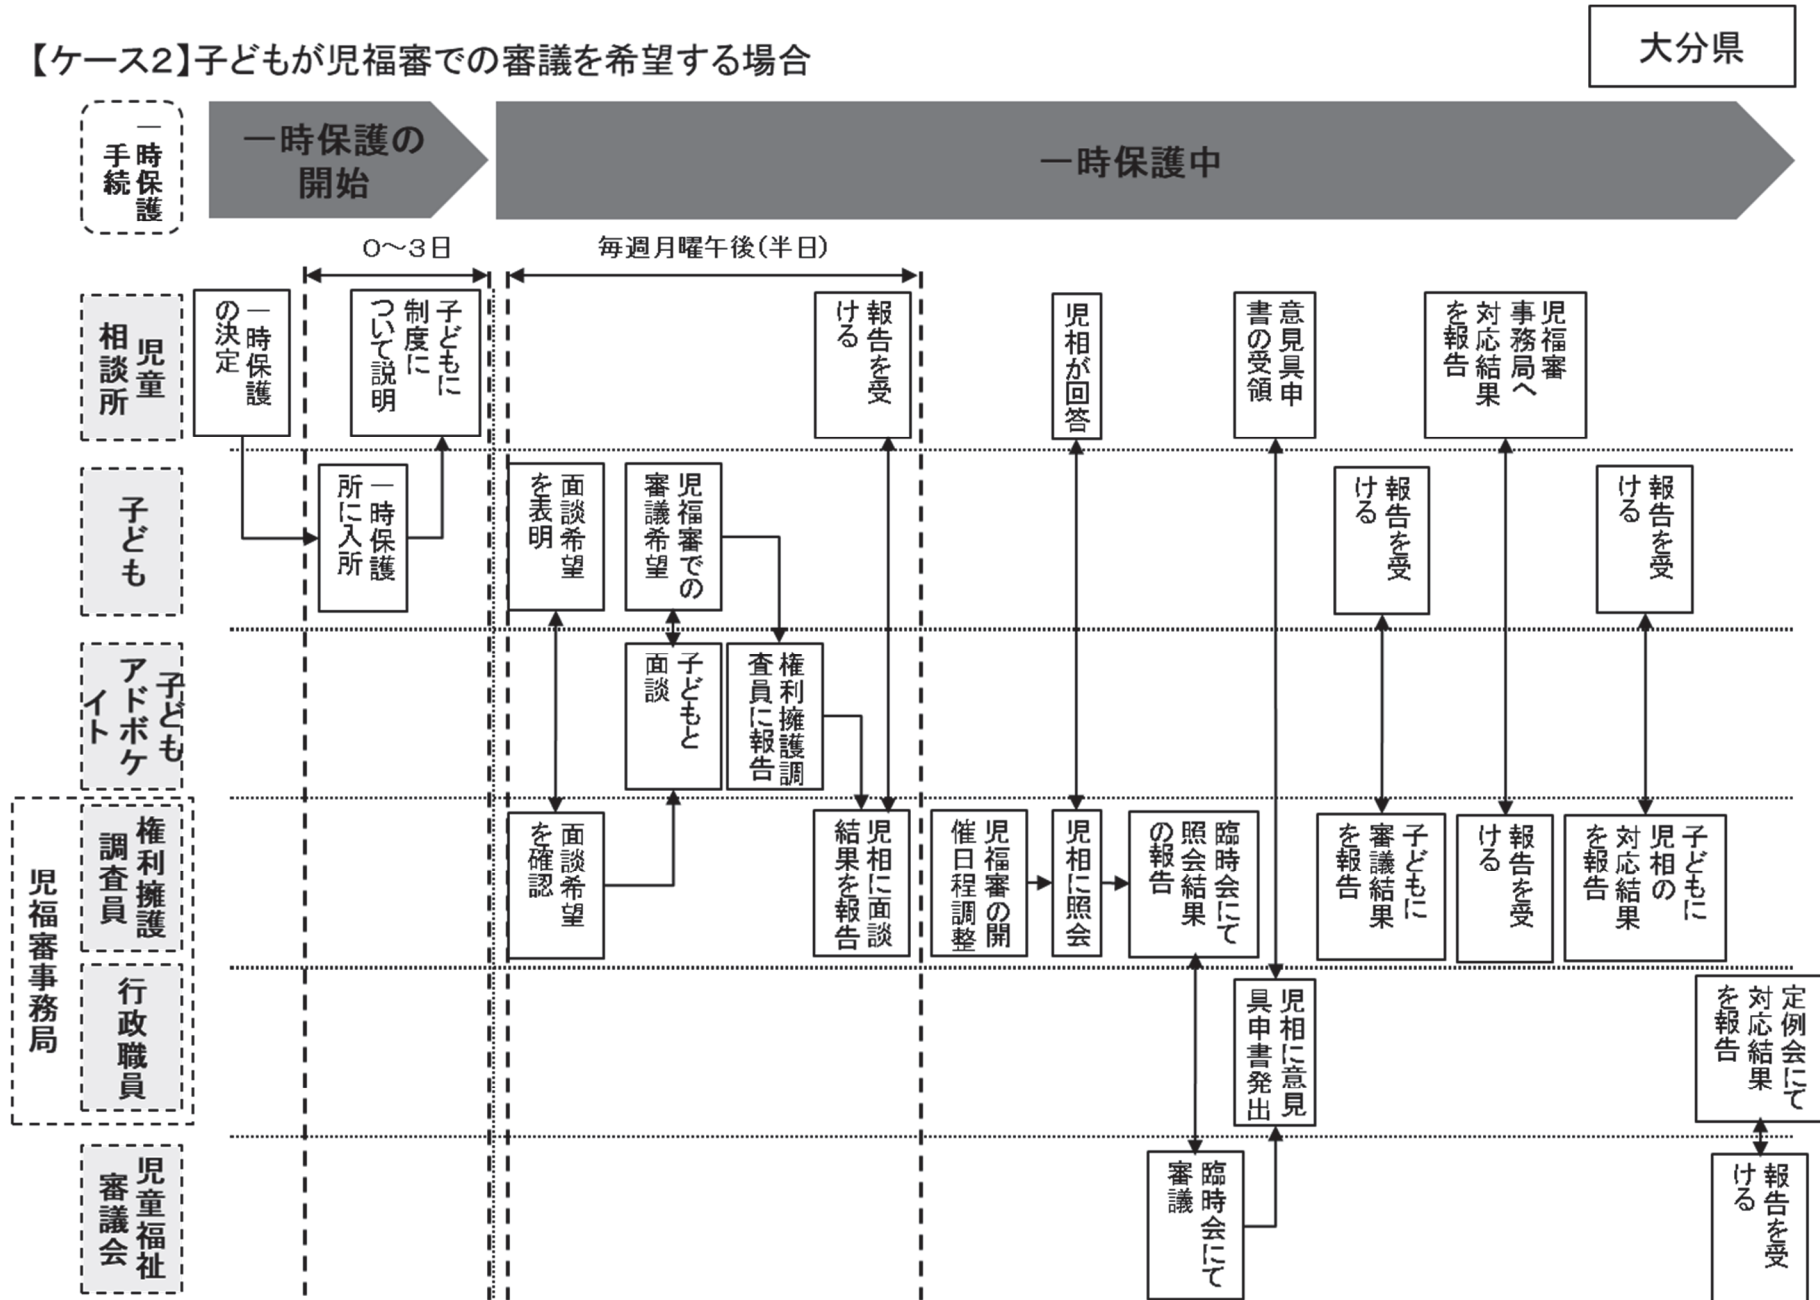 【ケース2】子どもが児福審での審議を希望する場合
大分県
一時保護
手続
一時保護の
開始
一時保護中
0～3日
毎週月曜午後(半日)
児童
相談所
一時保護
の決定
子どもに
制度に
ついて説明
報告を受
ける
児相が回答
意見具申
書の受領
児福審
事務局へ
対応結果
を報告
子ども
一時保護
所に入所
面談希望
を表明
児福審での
審議希望
報告を受
ける
報告を受
ける
子ども
アドボケ
イト
子どもと
面談
権利擁護調
査員に報告
児福審事務局
権利擁護
調査員
面談希望
を確認
児相に面談
結果を報告
児福審の開
催日程調整
児相に照会
臨時会にて
照会結果
の報告
子どもに
審議結果
を報告
報告を受
ける
子どもに
児相の
対応結果
を報告
行政職員
児相に意見
具申書発出
定例会にて
対応結果
を報告
児童福祉
審議会
臨時会にて
審議
報告を受
ける